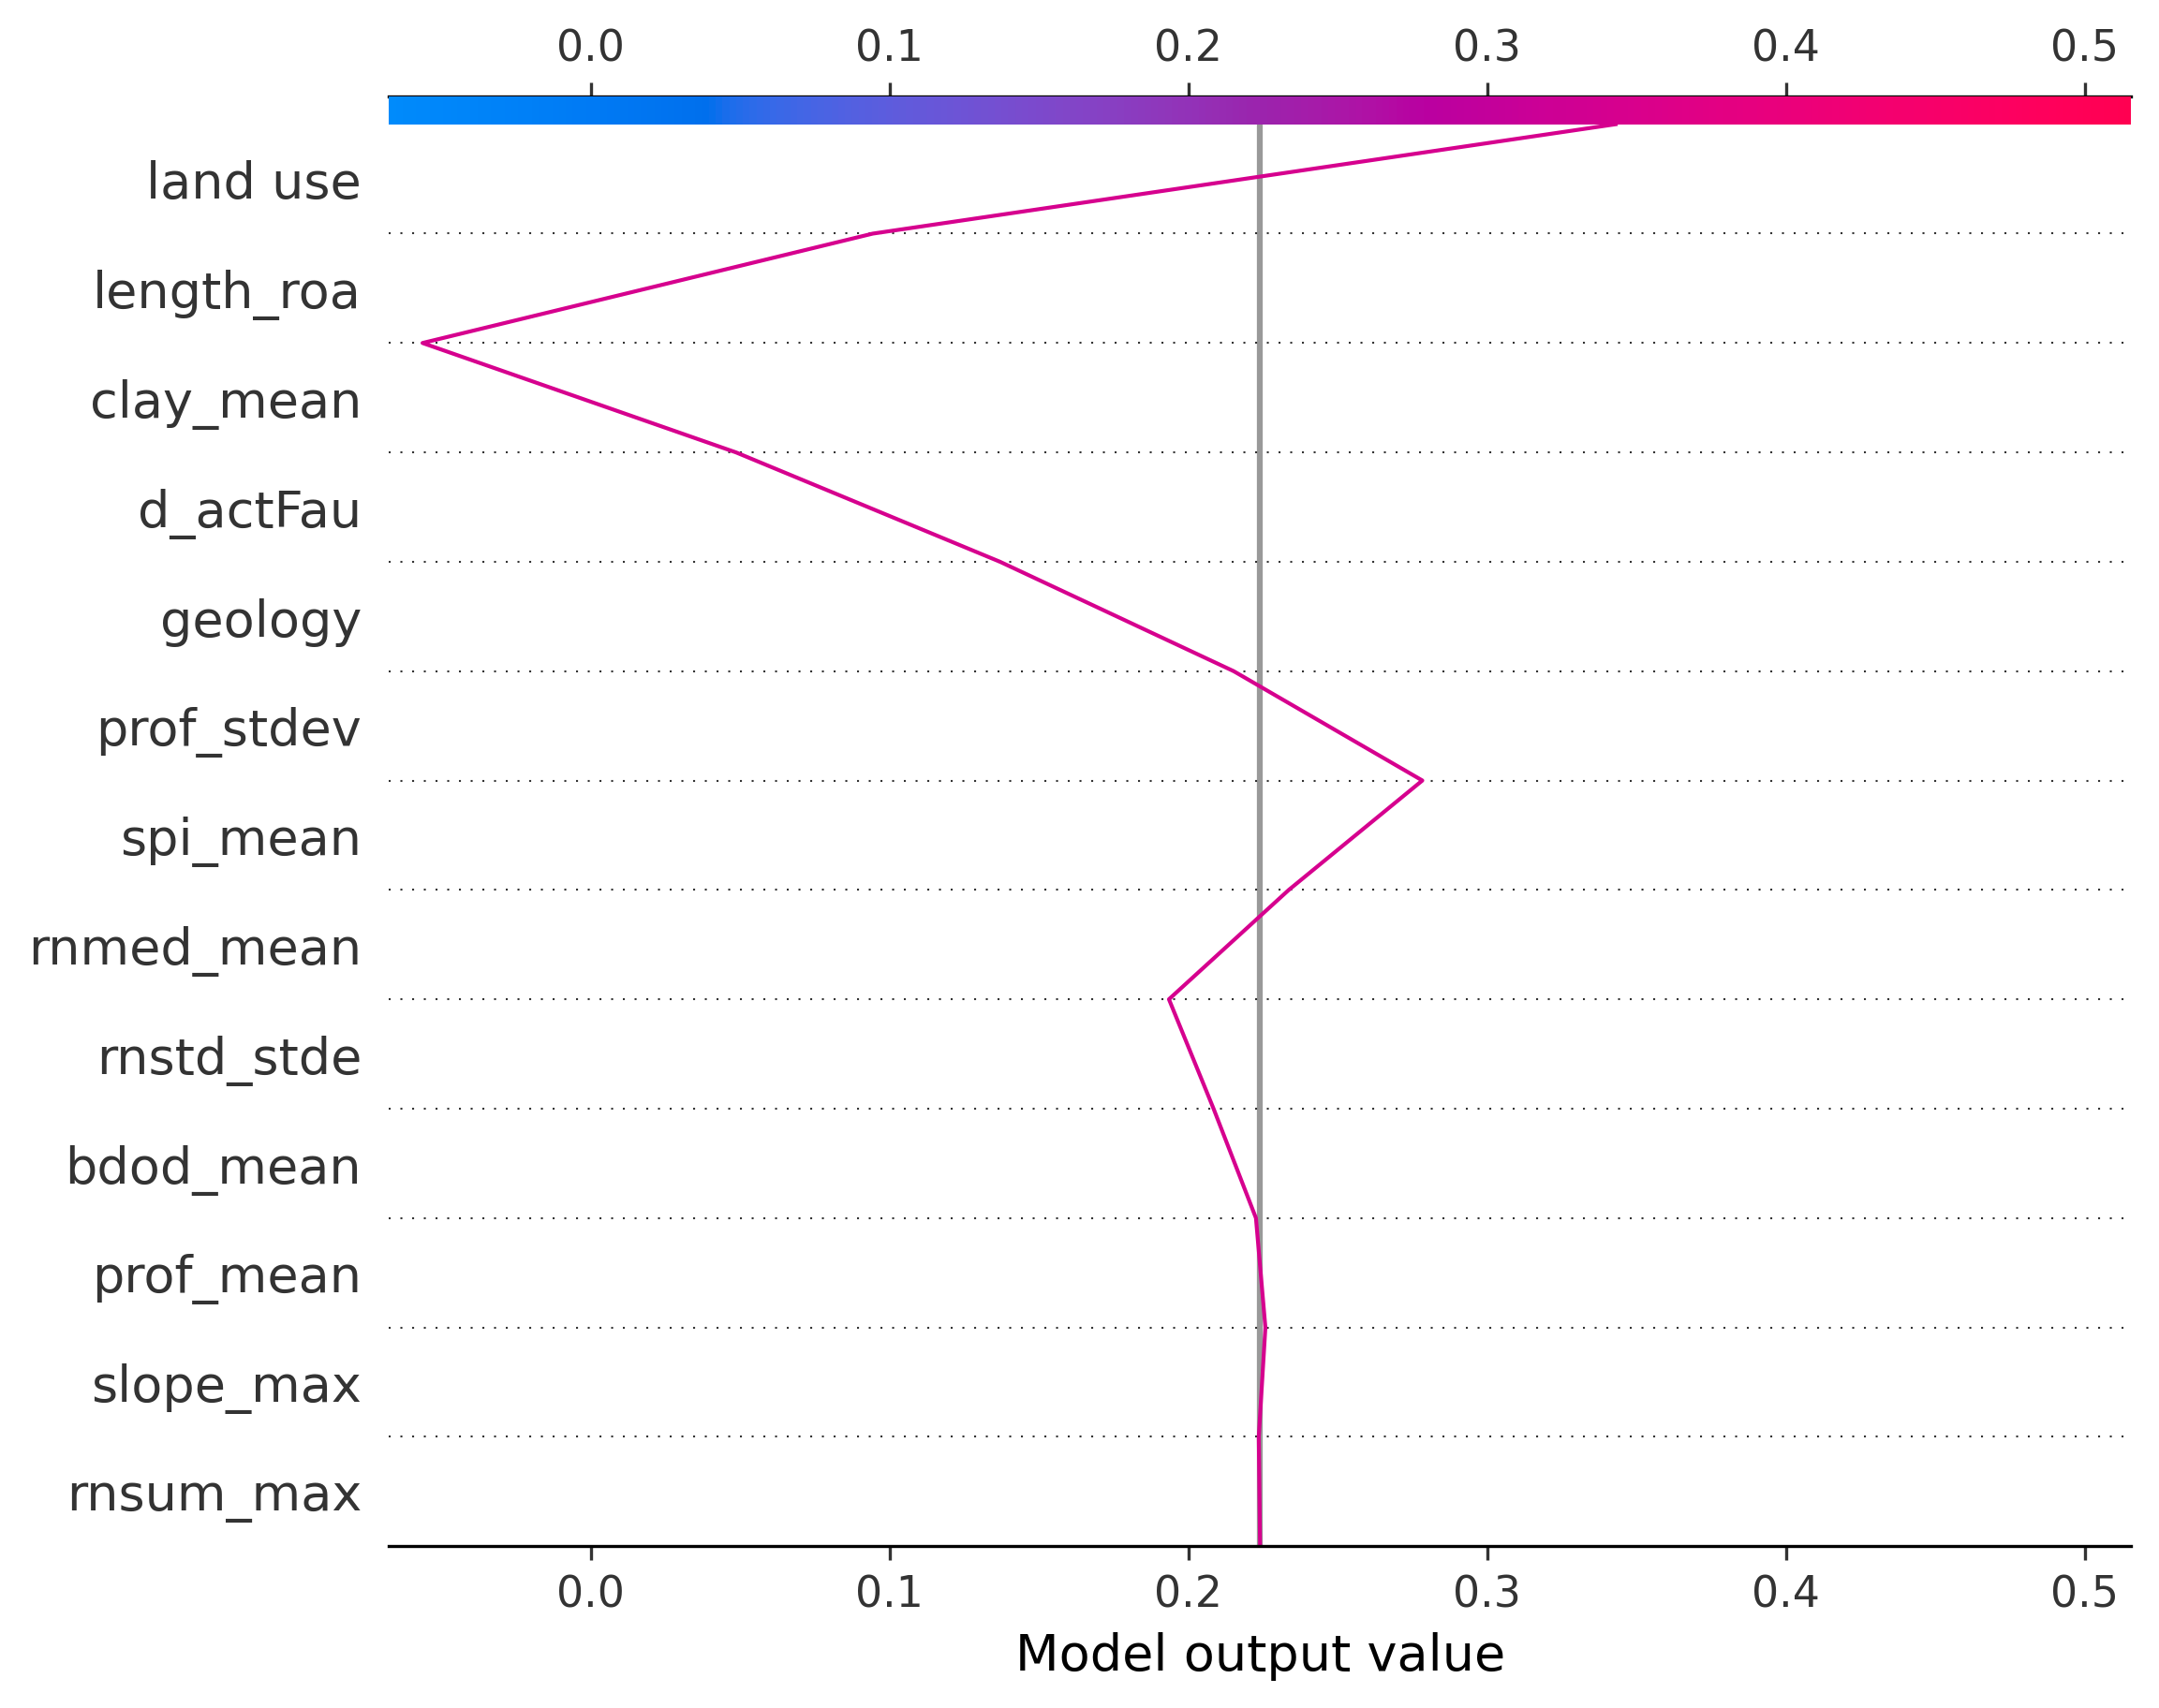 0.0 0.1 0.2 0.3 0.4 0.5
land use
length_roa
clay_mean
d_actFau
geology
prof_stdev
spi_mean
rnmed_mean
rnstd_stde
bdod_mean
prof_mean
slope_max
rnsum_max
0.0 0.1 0.2 0.3 0.4 0.5
Model output value